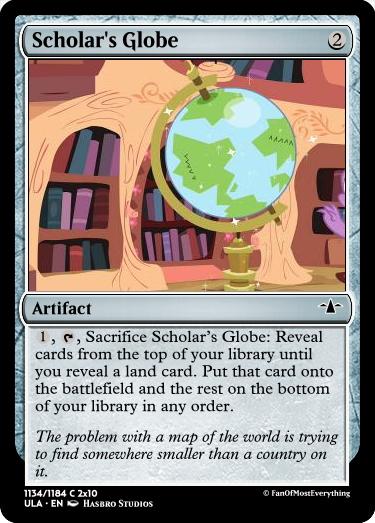 Scholar's Globe 2
Artifact
1, T, Sacrifice Scholar's Globe: Reveal
cards from the top of your library until
you reveal a land card. Put that card onto
the battlefield and the rest on the bottom
of your library in any order.
The problem with a map of the world is trying
to find somewhere smaller than a country on
it.
1134/1184 C 2x10
ULA • EN Hasbro Studios
© FanOfMostEverything